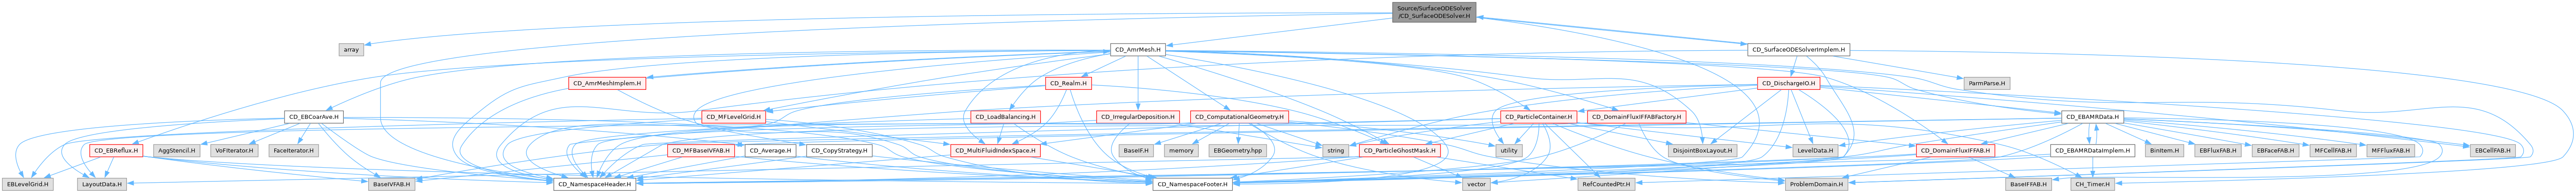 Source/SurfaceODESolver
/CD_SurfaceODESolver.H
array
CD_AmrMesh.H
CD_SurfaceODESolverImplem.H
CD_AmrMeshImplem.H
CD_Realm.H
CD_DischargeIO.H
ParmParse.H
CD_EBCoarAve.H
CD_MFLevelGrid.H
CD_LoadBalancing.H
CD_IrregularDeposition.H
CD_ComputationalGeometry.H
CD_ParticleContainer.H
CD_DomainFluxIFFABFactory.H
CD_EBAMRData.H
CD_EBReflux.H
AggStencil.H
VoFIterator.H
FaceIterator.H
CD_MFBaseIVFAB.H
CD_Average.H
CD_CopyStrategy.H
CD_MultiFluidIndexSpace.H
BaseIF.H
memory
EBGeometry.hpp
string
CD_ParticleGhostMask.H
utility
DisjointBoxLayout.H
LevelData.H
CD_DomainFluxIFFAB.H
CD_EBAMRDataImplem.H
BinItem.H
EBFluxFAB.H
EBFaceFAB.H
MFCellFAB.H
MFFluxFAB.H
EBCellFAB.H
EBLevelGrid.H
LayoutData.H
BaseIVFAB.H
CD_NamespaceHeader.H
CD_NamespaceFooter.H
vector
RefCountedPtr.H
ProblemDomain.H
BaseIFFAB.H
CH_Timer.H